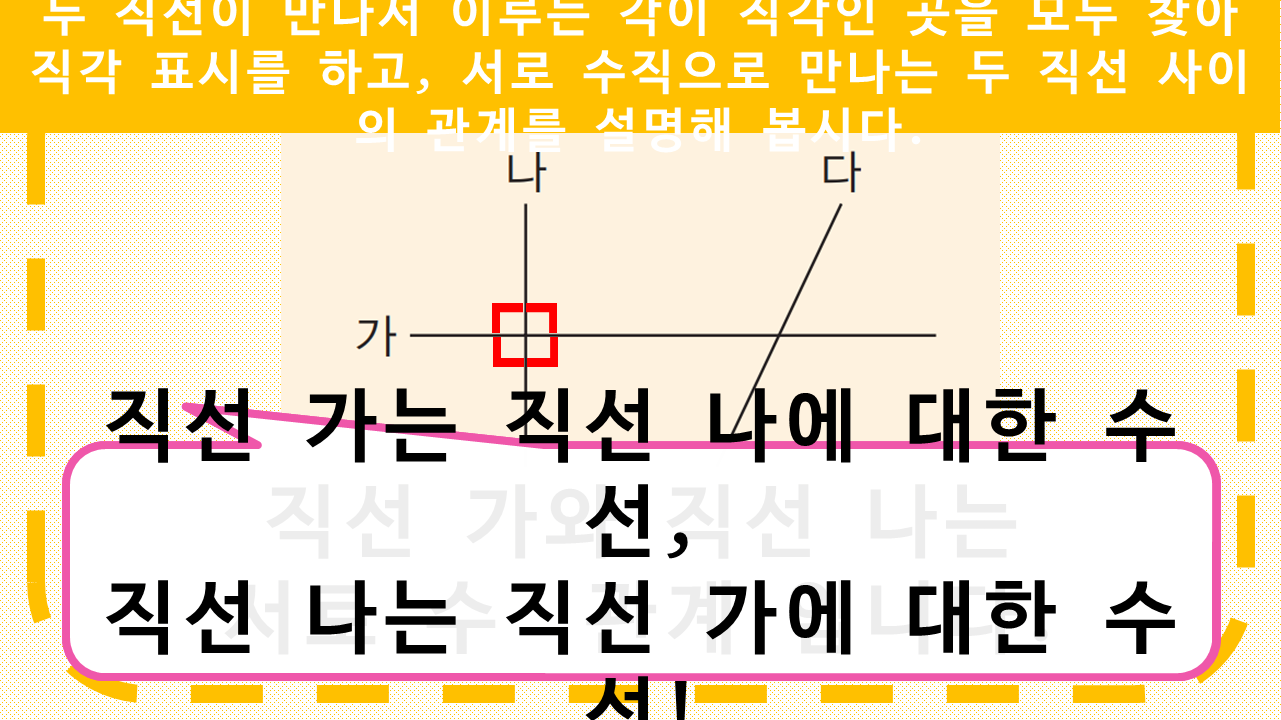 두 직선이 만나서 이루는 각이 직각인 곳을 모두 찾아
직각 표시를 하고, 서로 수직으로 만나는 두 직선 사이
의 관계를 설명해 봅시다.
나
다
가
직선 가는 직선 나에 대한 수
선,
직선 나는 직선 가에 대한 수
선!
직선 가와 직선 나는
서로 수